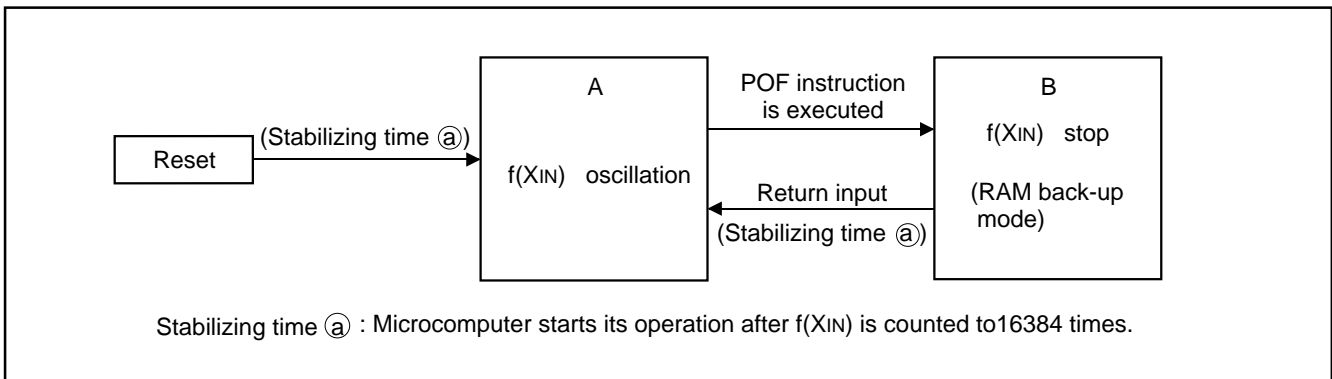 A
POF instruction
is executed
B
(Stabilizing time ⓐ)
f(XIN) stop
Reset
f(XIN) oscillation
Return input
(RAM back-up
mode)
(Stabilizing time ⓐ)
Stabilizing time ⓐ : Microcomputer starts its operation after f(XIN) is counted to16384 times.